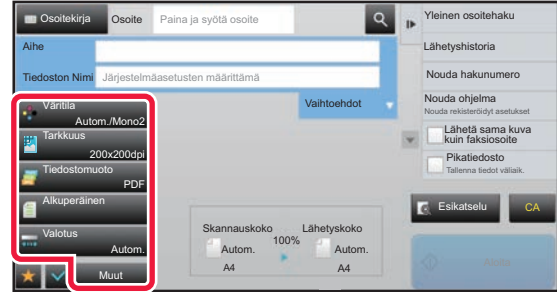 Osoitekirja
Osoite
Paina ja syötä osoite
Aihe
Tiedoston Nimi
Järjestelmäasetusten määrittämä
Vaihtoehdot
Väritila
Autom./Mono2
Tarkkuus
200x200dpi
Tiedostomuoto
PDF
Alkuperäinen
Valotus
Autom.
Muut
Skannauskoko
Autom.
A4
100%
Lähetyskoko
Autom.
A4
Yleinen osoitehaku
Lähetyshistoria
Nouda hakunumero
Nouda ohjelma
Nouda rekisteröidyt asetukset
Lähetä sama kuva
kuin faksiosoite
Pikatiedosto
Tallenna tiedot väliaik.
Esikatselu
CA
Aloita